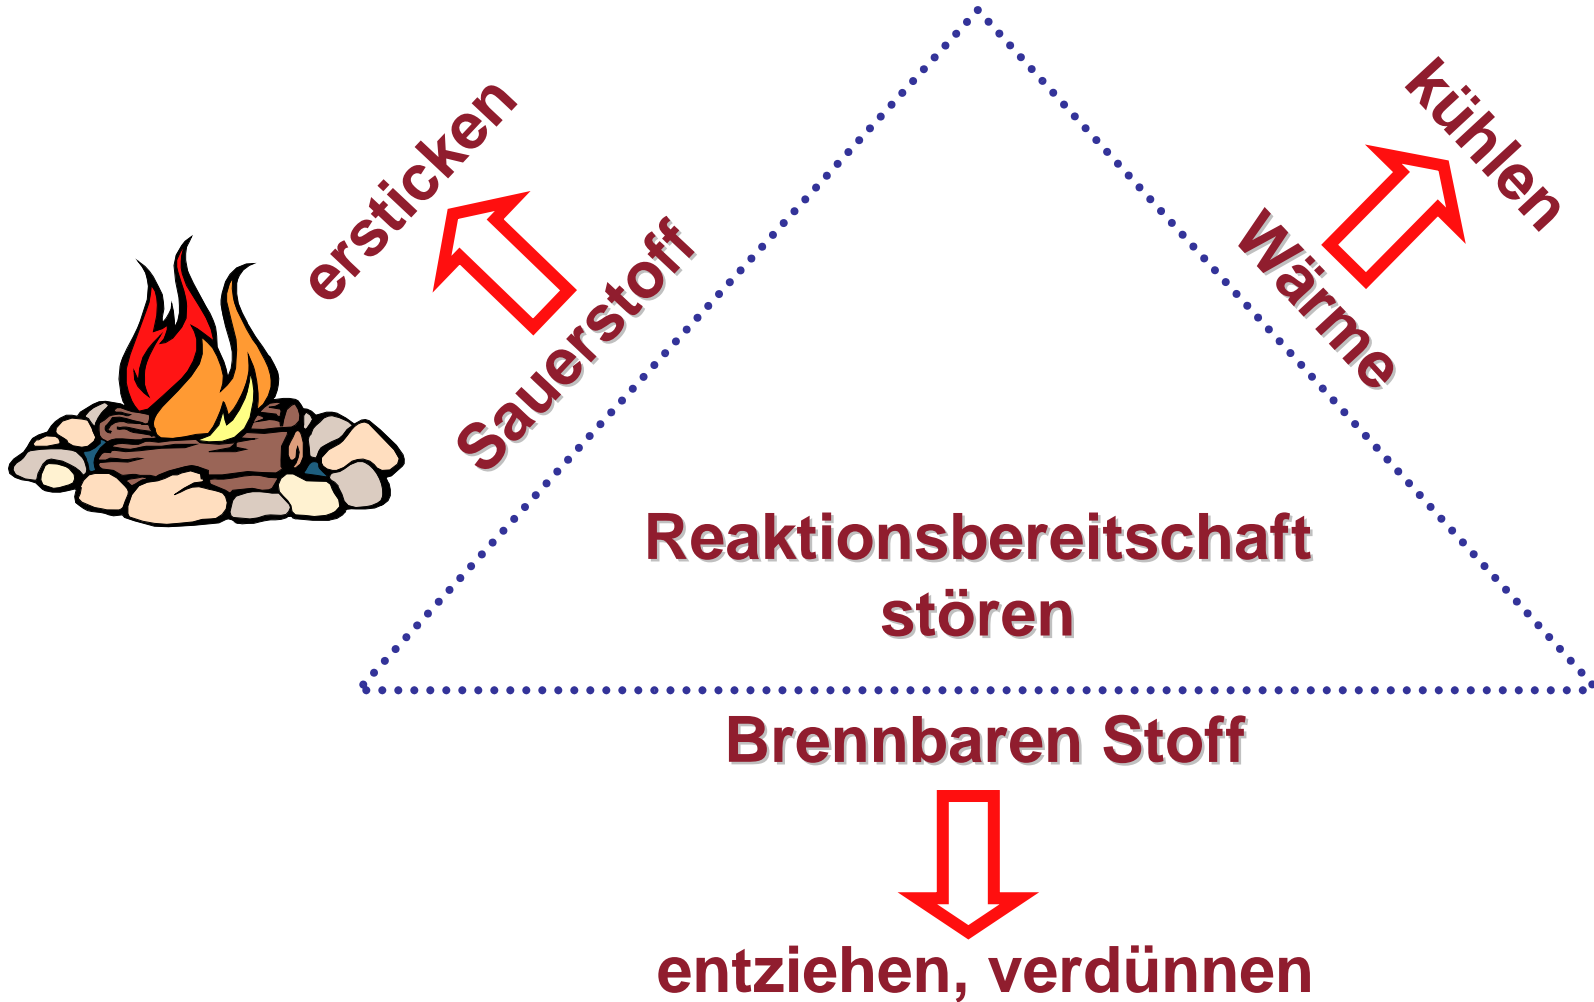 ersticken
Sauerstoff
kühlen
Wärme
Reaktionsbereitschaft
stören
Brennbaren Stoff
entziehen, verdünnen